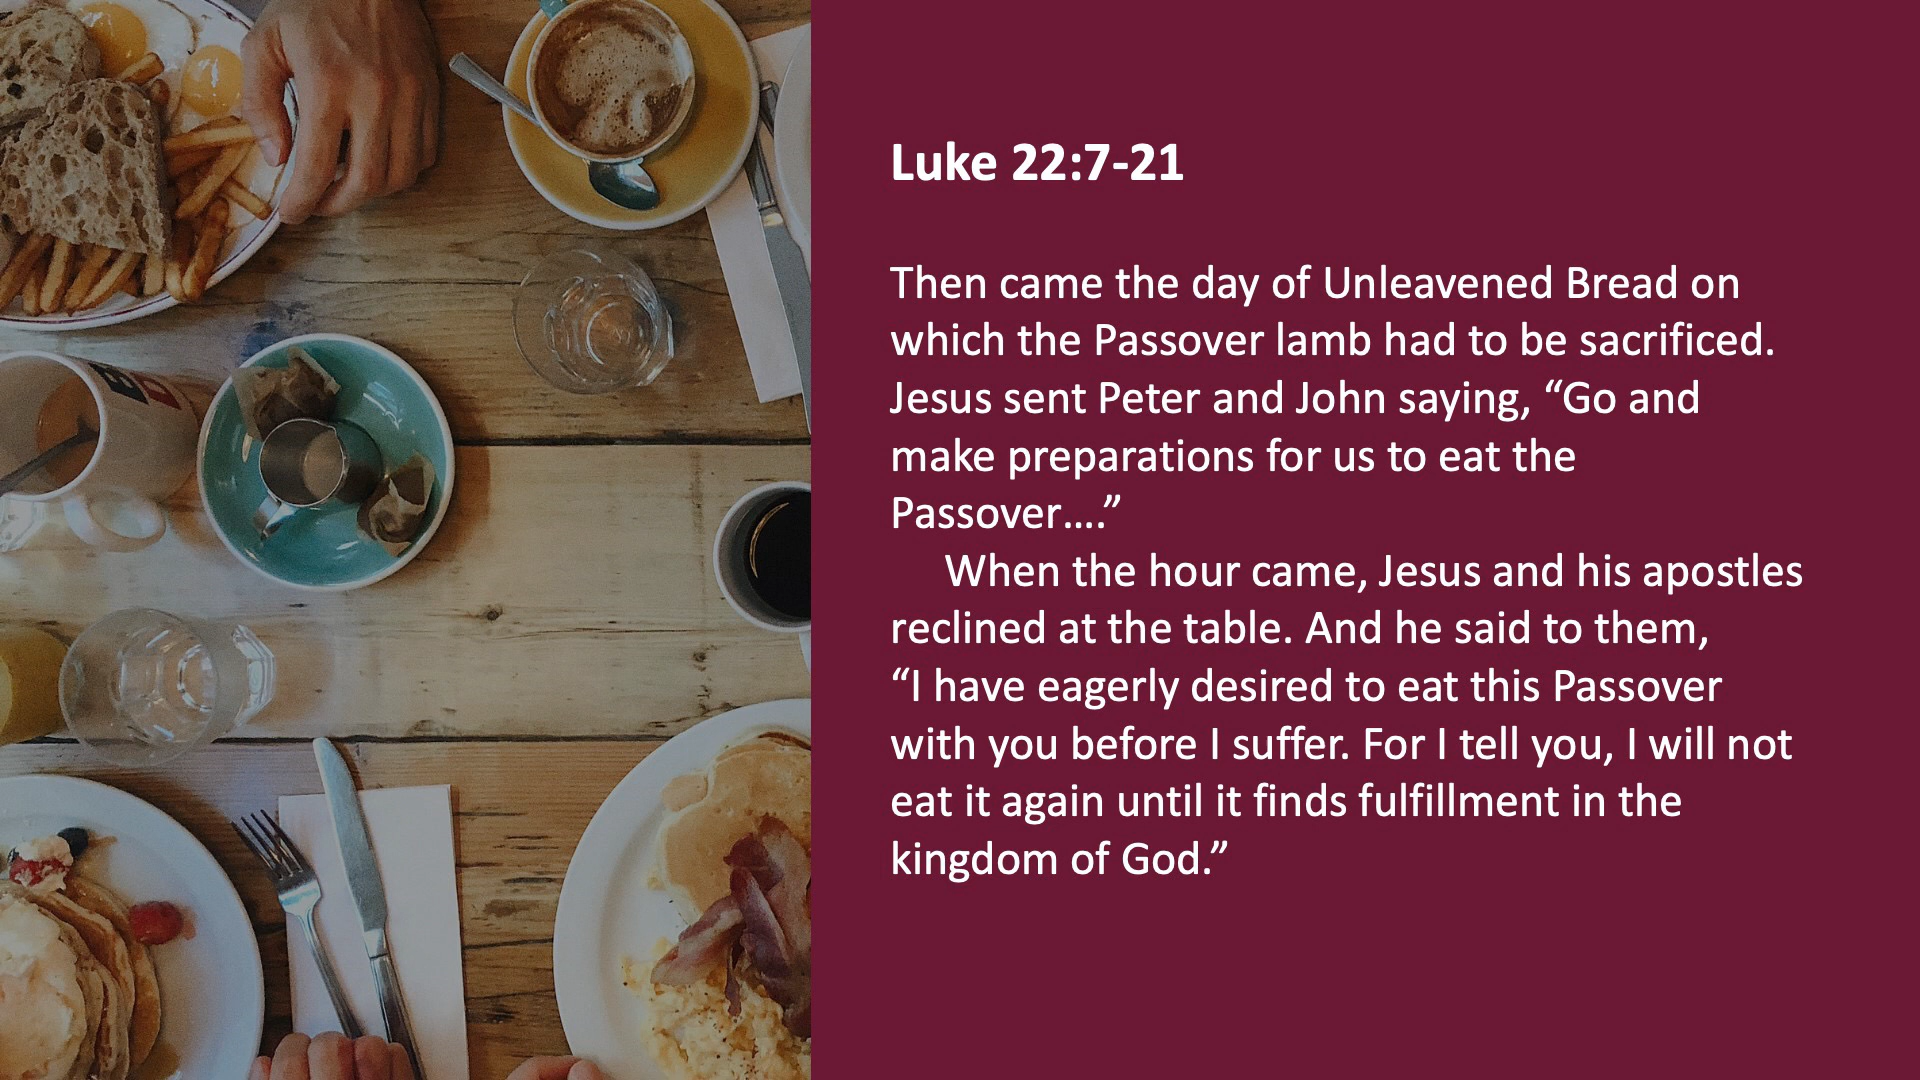 Luke 22:7-21
Then came the day of Unleavened Bread on
which the Passover lamb had to be sacrificed.
Jesus sent Peter and John saying, “Go and
make preparations for us to eat the
Passover….”
When the hour came, Jesus and his apostles
reclined at the table. And he said to them,
“I have eagerly desired to eat this Passover
with you before I suffer. For I tell you, I will not
eat it again until it finds fulfillment in the
kingdom of God.”